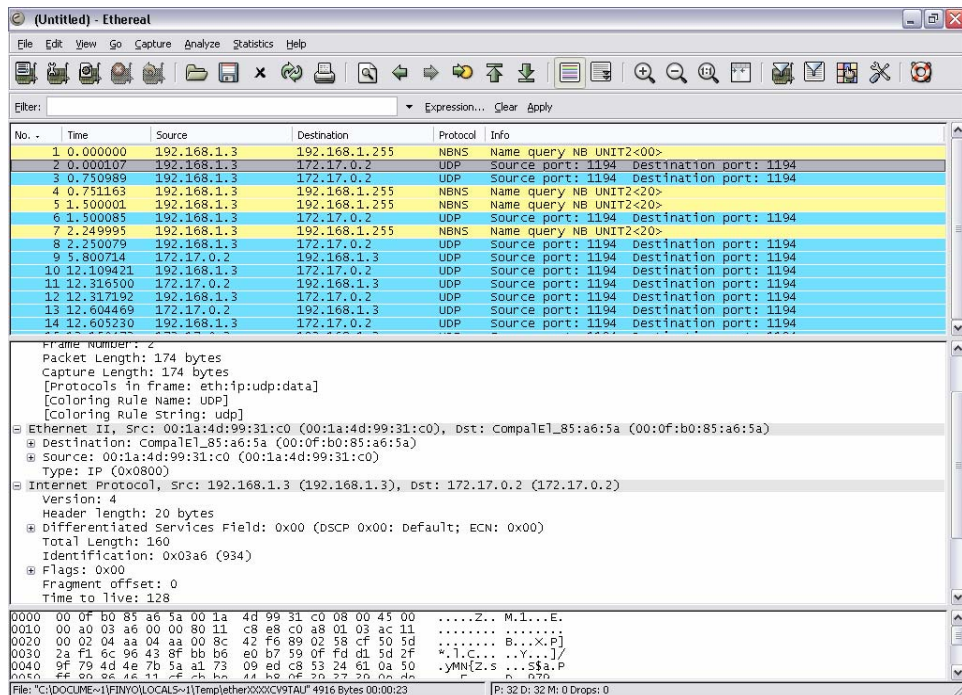 (Untitled) - Ethereal
File Edit View Go Capture Analyze Statistics Help
Filter: Expression... Clear Apply
No. - Time Source Destination Protocol Info
1 0.000000 192.168.1.3 192.168.1.255 NBNS Name query NB UNIT2<00>
2 0.000107 192.168.1.3 172.17.0.2 UDP Source port: 1194 Destination port: 1194
3 0.750989 192.168.1.3 172.17.0.2 UDP Source port: 1194 Destination port: 1194
4 0.751163 192.168.1.3 192.168.1.255 NBNS Name query NB UNIT2<20>
5 1.500001 192.168.1.3 192.168.1.255 NBNS Name query NB UNIT2<20>
6 1.500085 192.168.1.3 172.17.0.2 UDP Source port: 1194 Destination port: 1194
7 2.249995 192.168.1.3 192.168.1.255 NBNS Name query NB UNIT2<20>
8 2.250079 192.168.1.3 172.17.0.2 UDP Source port: 1194 Destination port: 1194
9 5.800714 172.17.0.2 192.168.1.3 UDP Source port: 1194 Destination port: 1194
10 12.109421 192.168.1.3 172.17.0.2 UDP Source port: 1194 Destination port: 1194
11 12.316500 172.17.0.2 192.168.1.3 UDP Source port: 1194 Destination port: 1194
12 12.317192 192.168.1.3 172.17.0.2 UDP Source port: 1194 Destination port: 1194
13 12.604469 172.17.0.2 192.168.1.3 UDP Source port: 1194 Destination port: 1194
14 12.605230 192.168.1.3 172.17.0.2 UDP Source port: 1194 Destination port: 1194
Frame Number: 2
Packet Length: 174 bytes
Capture Length: 174 bytes
[Protocols in frame: eth:ip:udp:data]
[Coloring Rule Name: UDP]
[Coloring Rule String: udp]
Ethernet II, Src: 00:1a:4d:99:31:c0 (00:1a:4d:99:31:c0), Dst: CompalEl_85:a6:5a (00:0f:b0:85:a6:5a)
Destination: CompalEl_85:a6:5a (00:0f:b0:85:a6:5a)
Source: 00:1a:4d:99:31:c0 (00:1a:4d:99:31:c0)
Type: IP (0x0800)
Internet Protocol, Src: 192.168.1.3 (192.168.1.3), Dst: 172.17.0.2 (172.17.0.2)
Version: 4
Header length: 20 bytes
Differentiated Services Field: 0x00 (DSCP 0x00: Default; ECN: 0x00)
Total Length: 160
Identification: 0x03a6 (934)
Flags: 0x00
Fragment offset: 0
Time to live: 128
0000 00 0f b0 85 a6 5a 00 1a 4d 99 31 c0 08 00 45 00 .....Z.. M.1...E.
0010 00 a0 03 a6 00 00 80 11 c8 e8 c0 a8 01 03 ac 11 ........ ........
0020 00 02 04 aa 04 aa 00 8c 42 f6 89 02 58 cf 50 5d ........ B...X.P]
0030 2a f1 6c 96 43 8f bb b6 e0 b7 59 0f fd d1 5d 2f *.l.C... ..Y...]/
0040 9f 79 4d 4e 7b 5a a1 73 09 ed c8 53 24 61 0a 50 .yMN{Z.s ...S$a.P
File: "C:\DOCUME~1\FINYO\LOCALS~1\Temp\etherXXXXCV9TAU" 4916 Bytes 00:00:23 P: 32 D: 32 M: 0 Drops: 0